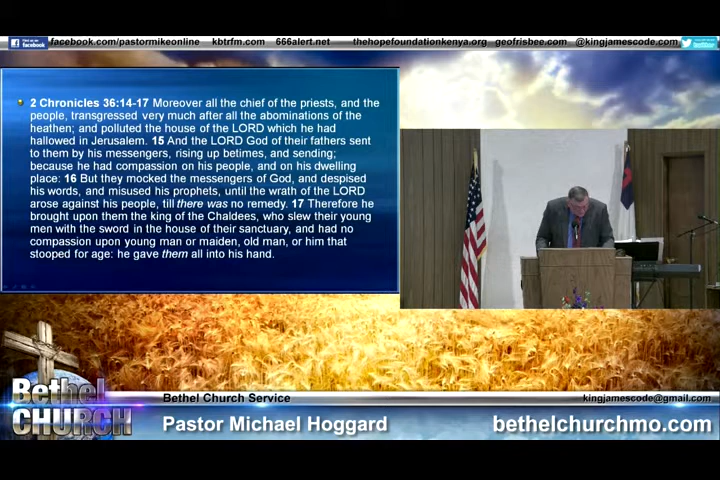 facebook.com/pastormikeonline kbtrfm.com 666alert.net thehopefoundationkenya.org geofrisbee.com @kingjamescode.com
2 Chronicles 36:14-17 Moreover all the chief of the priests, and the
people, transgressed very much after all the abominations of the
heathen; and polluted the house of the LORD which he had
hallowed in Jerusalem. 15 And the LORD God of their fathers sent
to them by his messengers, rising up betimes, and sending;
because he had compassion on his people, and on his dwelling
place: 16 But they mocked the messengers of God, and despised
his words, and misused his prophets, until the wrath of the LORD
arose against his people, till there was no remedy. 17 Therefore he
brought upon them the king of the Chaldees, who slew their young
men with the sword in the house of their sanctuary, and had no
compassion upon young man or maiden, old man, or him that
stooped for age: he gave them all into his hand.
Bethel
CHURCH
Bethel Church Service kingjamescode@gmail.com
Pastor Michael Hoggard bethelchurchmo.com